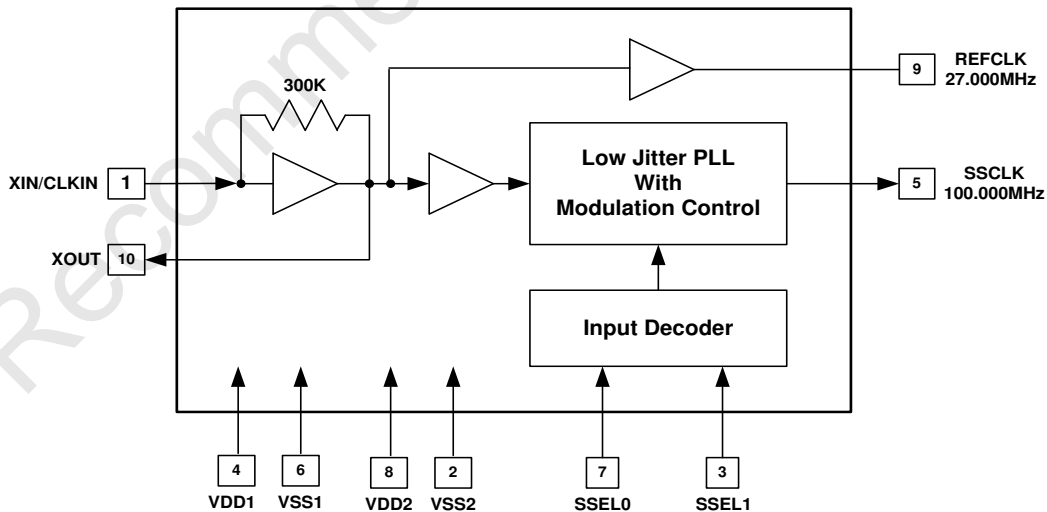 Recomme
300K
9
REFCLK
27.000MHz
XIN/CLKIN
1
Low Jitter PLL
With
Modulation Control
5
SSCLK
100.000MHz
XOUT
10
Input Decoder
4
6
8
2
7
3
VDD1
VSS1
VDD2
VSS2
SSEL0
SSEL1